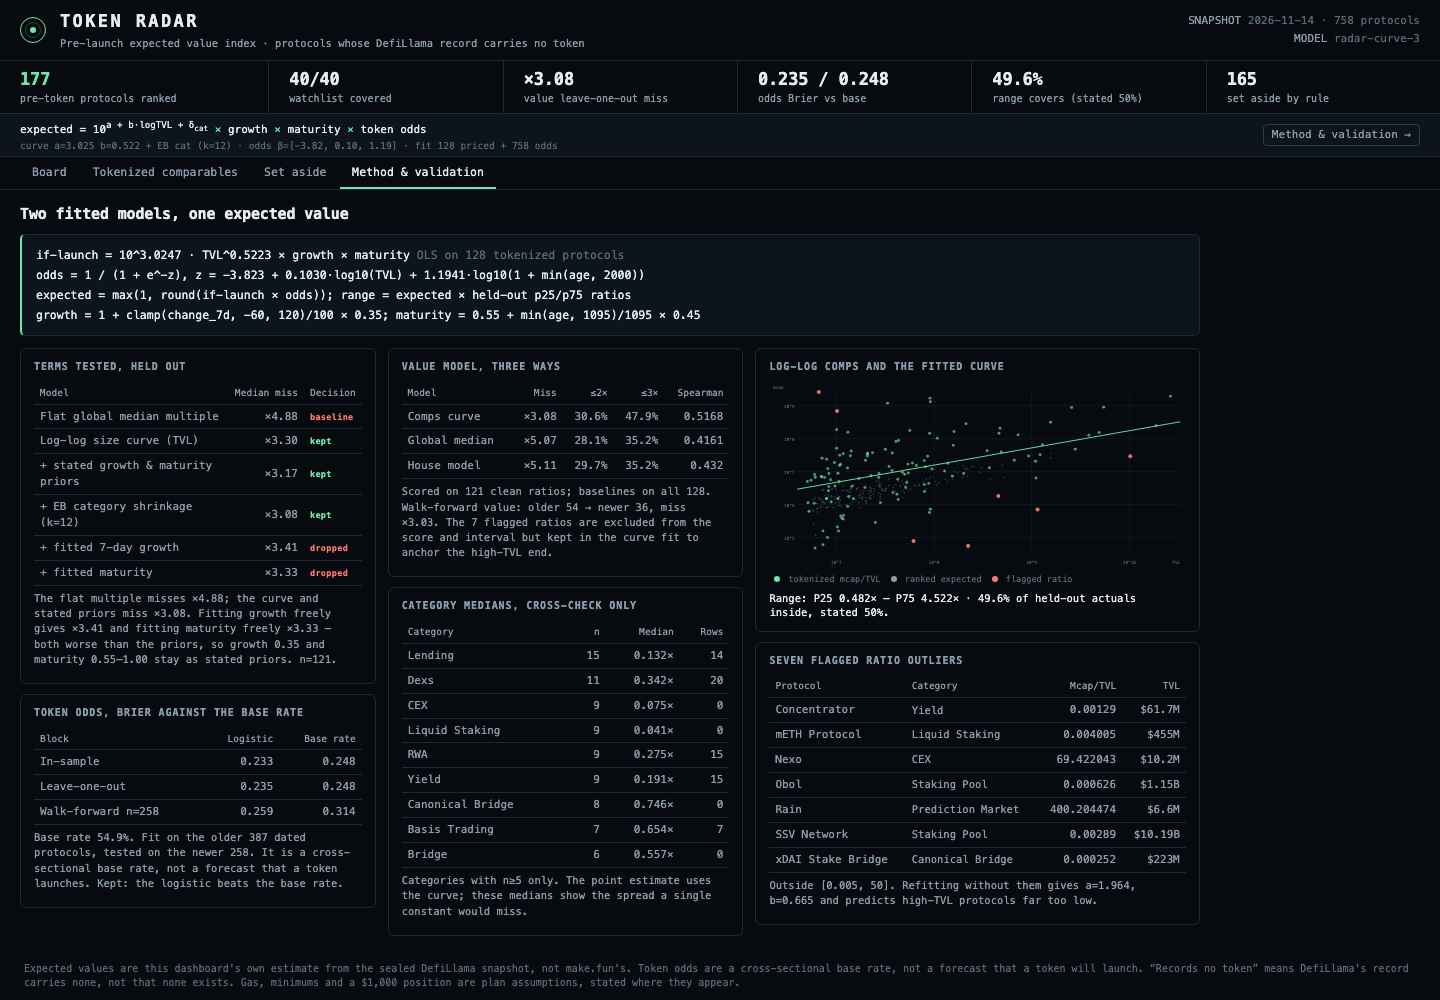 TOKEN RADAR
Pre-launch expected value index · protocols whose DefiLlama record carries no token
SNAPSHOT 2026-11-14 · 758 protocols
MODEL radar-curve-3
177
pre-token protocols ranked
40/40
watchlist covered
×3.08
value leave-one-out miss
0.235 / 0.248
odds Brier vs base
49.6%
range covers (stated 50%)
165
set aside by rule
expected = 10^a + b·logTVL + δcat × growth × maturity × token odds
curve a=3.025 b=0.522 + EB cat (k=12) · odds β=[-3.82, 0.10, 1.19] · fit 128 priced + 758 odds
Method & validation →
Board Tokenized comparables Set aside Method & validation
Two fitted models, one expected value
if-launch = 10^3.0247 · TVL^0.5223 × growth × maturity OLS on 128 tokenized protocols
odds = 1 / (1 + e^-z), z = -3.823 + 0.1030·log10(TVL) + 1.1941·log10(1 + min(age, 2000))
expected = max(1, round(if-launch × odds)); range = expected × held-out p25/p75 ratios
growth = 1 + clamp(change_7d, -60, 120)/100 × 0.35; maturity = 0.55 + min(age, 1095)/1095 × 0.45
TERMS TESTED, HELD OUT
Model Median miss Decision
Flat global median multiple ×4.88 baseline
Log-log size curve (TVL) ×3.30 kept
+ stated growth & maturity
priors ×3.17 kept
+ EB category shrinkage
(k=12) ×3.08 kept
+ fitted 7-day growth ×3.41 dropped
+ fitted maturity ×3.33 dropped
The flat multiple misses ×4.88; the curve and
stated priors miss ×3.08. Fitting growth freely
gives ×3.41 and fitting maturity freely ×3.33 —
both worse than the priors, so growth 0.35 and
maturity 0.55–1.00 stay as stated priors. n=121.
TOKEN ODDS, BRIER AGAINST THE BASE RATE
Block Logistic Base rate
In-sample 0.233 0.248
Leave-one-out 0.235 0.248
Walk-forward n=258 0.259 0.314
Base rate 54.9%. Fit on the older 387 dated
protocols, tested on the newer 258. It is a cross-
sectional base rate, not a forecast that a token
launches. Kept: the logistic beats the base rate.
VALUE MODEL, THREE WAYS
Model Miss ≤2× ≤3× Spearman
Comps curve ×3.08 30.6% 47.9% 0.5168
Global median ×5.07 28.1% 35.2% 0.4161
House model ×5.11 29.7% 35.2% 0.432
Scored on 121 clean ratios; baselines on all 128.
Walk-forward value: older 54 → newer 36, miss
×3.03. The 7 flagged ratios are excluded from the
score and interval but kept in the curve fit to
anchor the high-TVL end.
CATEGORY MEDIANS, CROSS-CHECK ONLY
Category n Median Rows
Lending 15 0.132× 14
Dexs 11 0.342× 20
CEX 9 0.075× 0
Liquid Staking 9 0.041× 0
RWA 9 0.275× 15
Yield 9 0.191× 15
Canonical Bridge 8 0.746× 0
Basis Trading 7 0.654× 7
Bridge 6 0.557× 0
Categories with n≥5 only. The point estimate uses
the curve; these medians show the spread a single
constant would miss.
LOG-LOG COMPS AND THE FITTED CURVE
mcap
10^9
10^8
10^7
10^6
10^5
10^7 10^8 10^9 10^10 TVL
tokenized mcap/TVL ranked expected flagged ratio
Range: P25 0.482× — P75 4.522× · 49.6% of held-out actuals
inside, stated 50%.
SEVEN FLAGGED RATIO OUTLIERS
Protocol Category Mcap/TVL TVL
Concentrator Yield 0.00129 $61.7M
mETH Protocol Liquid Staking 0.004005 $455M
Nexo CEX 69.422043 $10.2M
Obol Staking Pool 0.000626 $1.15B
Rain Prediction Market 400.204474 $6.6M
SSV Network Staking Pool 0.00289 $10.19B
xDAI Stake Bridge Canonical Bridge 0.000252 $223M
Outside [0.005, 50]. Refitting without them gives a=1.964,
b=0.665 and predicts high-TVL protocols far too low.
Expected values are this dashboard's own estimate from the sealed DefiLlama snapshot, not make.fun's. Token odds are a cross-sectional base rate, not a forecast that a token will launch. “Records no token” means DefiLlama's record
carries none, not that none exists. Gas, minimums and a $1,000 position are plan assumptions, stated where they appear.